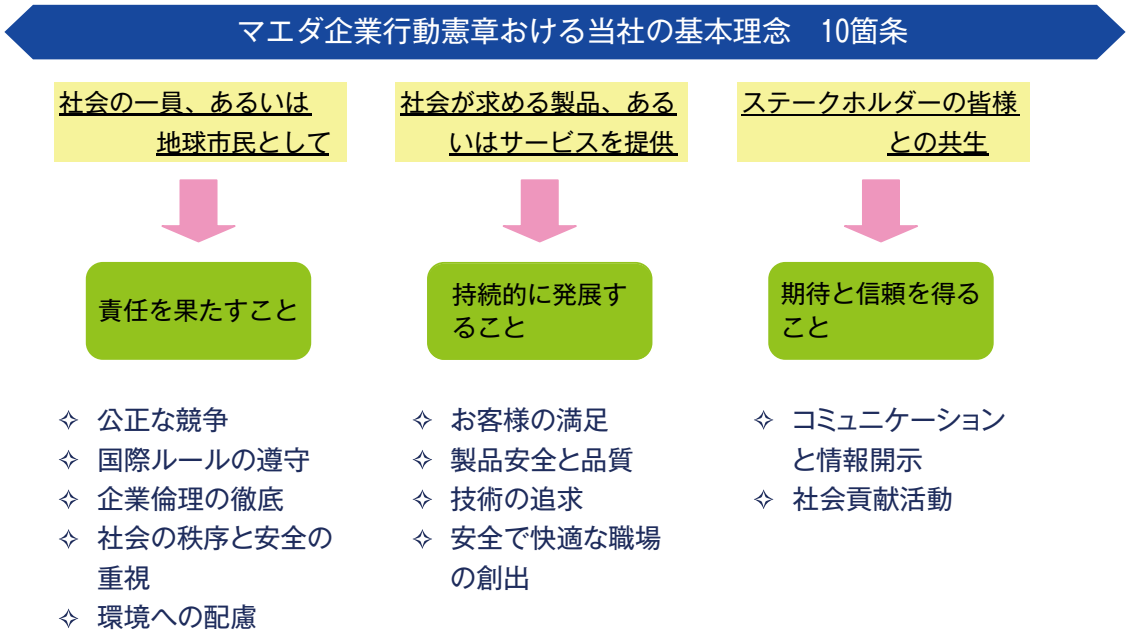 マエダ企業行動憲章おける当社の基本理念　10箇条
社会の一員、あるいは
地球市民として
責任を果たすこと
✧ 公正な競争
✧ 国際ルールの遵守
✧ 企業倫理の徹底
✧ 社会の秩序と安全の
重視
✧ 環境への配慮
社会が求める製品、ある
いはサービスを提供
持続的に発展す
ること
✧ お客様の満足
✧ 製品安全と品質
✧ 技術の追求
✧ 安全で快適な職場
の創出
ステークホルダーの皆様
との共生
期待と信頼を得る
こと
✧ コミュニケーション
と情報開示
✧ 社会貢献活動